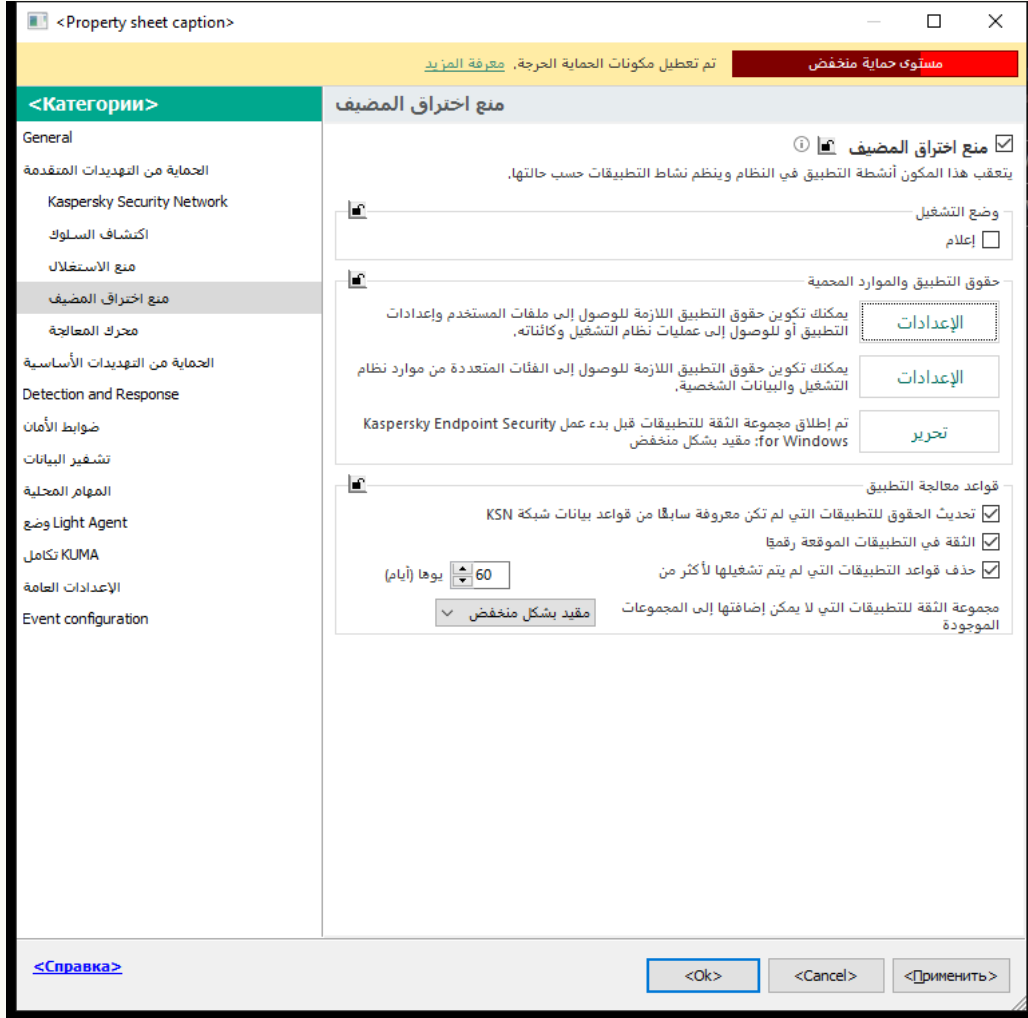 <Property sheet caption>
مستوى حماية منخفض
تم تعطيل مكونات الحماية الحرجة. معرفة المزيد
<Категории>
General
الحماية من التهديدات المتقدمة
Kaspersky Security Network
اكتشاف السلوك
منع الاستغلال
منع اختراق المضيف
محرك المعالجة
الحماية من التهديدات الأساسية
Detection and Response
ضوابط الأمان
تشفير البيانات
المهام المحلية
Light Agent وضع
KUMA تكامل
الإعدادات العامة
Event configuration
منع اختراق المضيف
منع اختراق المضيف
يتعقب هذا المكون أنشطة التطبيق في النظام وينظم نشاط التطبيقات حسب حالتها.
وضع التشغيل
إعلام
حقوق التطبيق والموارد المحمية
الإعدادات
يمكنك تكوين حقوق التطبيق اللازمة للوصول إلى ملفات المستخدم وإعدادات
التطبيق أو للوصول إلى عمليات نظام التشغيل وكائناته.
الإعدادات
يمكنك تكوين حقوق التطبيق اللازمة للوصول إلى الفئات المتعددة من موارد نظام
التشغيل والبيانات الشخصية.
تحرير
تم إطلاق مجموعة الثقة للتطبيقات قبل بدء عمل Kaspersky Endpoint Security
for Windows: مقيد بشكل منخفض
قواعد معالجة التطبيق
تحديث الحقوق للتطبيقات التي لم تكن معروفة سابقًا من قواعد بيانات شبكة KSN
الثقة في التطبيقات الموقعة رقميًا
حذف قواعد التطبيقات التي لم يتم تشغيلها لأكثر من
60
يوها (أيام)
مجموعة الثقة للتطبيقات التي لا يمكن إضافتها إلى المجموعات
الموجودة
مقيد بشكل منخفض
<Справка>
<Ok>
<Cancel>
<Применить>